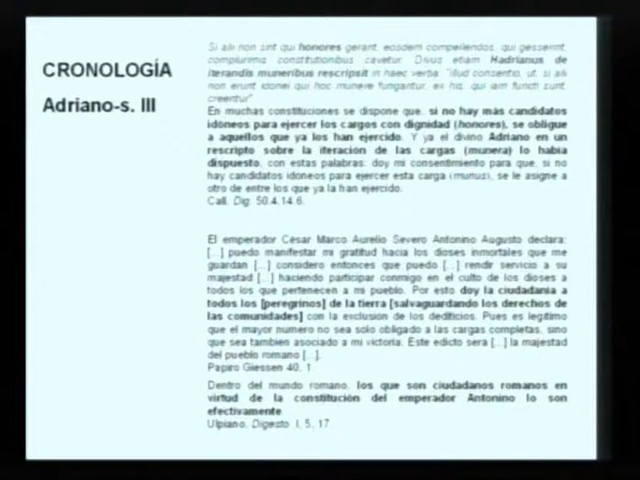 CRONOLOGÍA
Adriano-s. III
Si alii non sint qui honores gerant, eosdem compellendos, qui gesserint,
complurimis constitutionibus cavetur. Divus etiam Hadrianus de
iterandis muneribus rescripsit in haec verba: "illud consentio, ut, si alii
non erunt idonei qui hoc munere fungantur, ex his, qui iam functi sunt,
creentur"
En muchas constituciones se dispone que, si no hay más candidatos
idóneos para ejercer los cargos con dignidad (honores), se obligue
a aquellos que ya los han ejercido. Y ya el divino Adriano en un
rescripto sobre la iteración de las cargas (munera) lo había
dispuesto, con estas palabras: doy mi consentimiento para que, si no
hay candidatos idóneos para ejercer esta carga (munus), se le asigne a
otro de entre los que ya la han ejercido.
Call. Dig. 50.4.14.6.
El emperador César Marco Aurelio Severo Antonino Augusto declara:
[...] puedo manifestar mi gratitud hacia los dioses inmortales que me
guardan [...] considero entonces que puedo [...] rendir servicio a su
majestad [...] haciendo participar conmigo en el culto de los dioses a
todos los que pertenecen a mi pueblo. Por esto doy la ciudadanía a
todos los [peregrinos] de la tierra [salvaguardando los derechos de
las comunidades] con la exclusion de los dediticios. Pues es legítimo
que el mayor numero no sea solo obligado a las cargas completas, sino
que sea tambien asociado a mi victoria. Este edicto sera [...] la majestad
del pueblo romano [...].
Papiro Giessen 40, 1
Dentro del mundo romano, los que son ciudadanos romanos en
virtud de la constitución del emperador Antonino lo son
efectivamente
Ulpiano, Digesto I, 5, 17